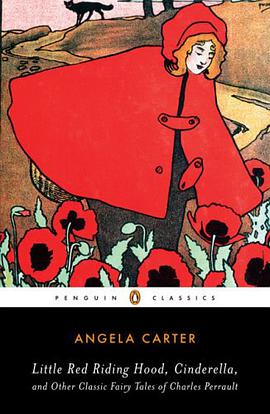 PENGUIN CLASSICS
ANGELA CARTER
Little Red Riding Hood, Cinderella,
and Other Classic Fairy Tales of Charles Perrault